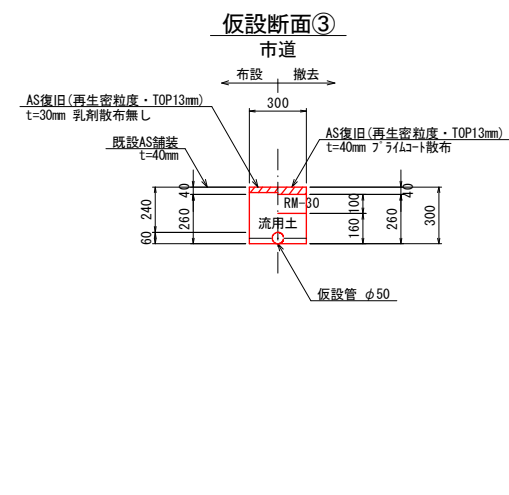 仮設断面③
市道
布設 撤去
AS復旧(再生密粒度・TOP13mm)
t=30mm 乳剤散布無し
300
既設AS舗装
t=40mm
AS復旧(再生密粒度・TOP13mm)
t=40mm プライムコート散布
40
240
260
60
RM-30
流用土
100
160
40
260
300
仮設管 φ50